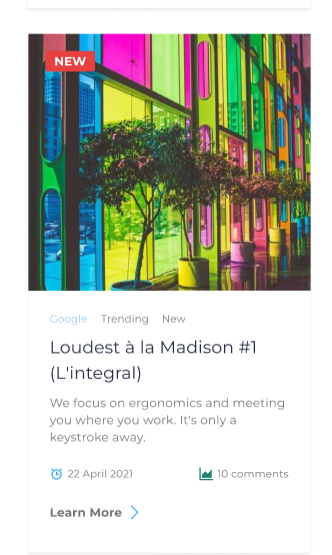 NEW
Google Trending New
Loudest à la Madison #1
(L'integral)
We focus on ergonomics and meeting
you where you work. It's only a
keystroke away.
22 April 2021 10 comments
Learn More